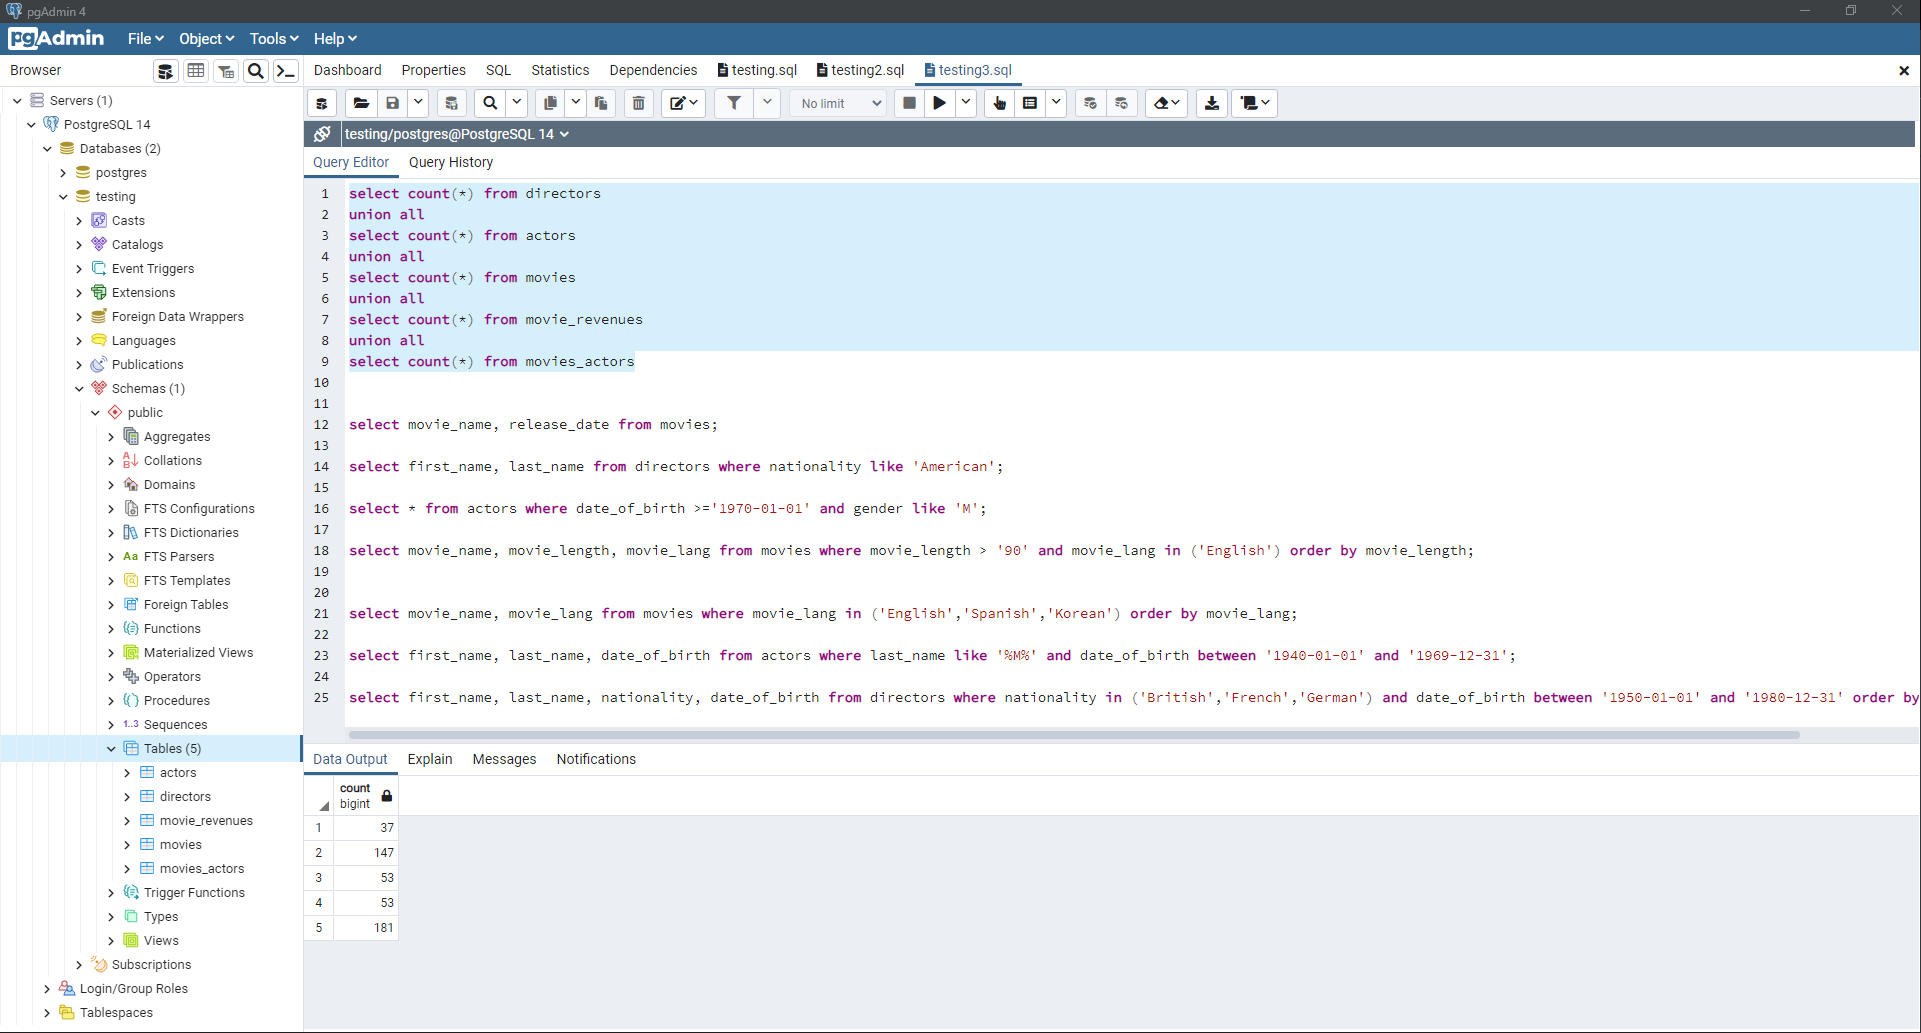 pgAdmin 4
pgAdmin File Object Tools Help
Browser
Dashboard Properties SQL Statistics Dependencies testing.sql testing2.sql testing3.sql
No limit
testing/postgres@PostgreSQL 14
Query Editor Query History
Servers (1)
PostgreSQL 14
Databases (2)
postgres
testing
Casts
Catalogs
Event Triggers
Extensions
Foreign Data Wrappers
Languages
Publications
Schemas (1)
public
Aggregates
Collations
Domains
FTS Configurations
FTS Dictionaries
Aa FTS Parsers
FTS Templates
Foreign Tables
Functions
Materialized Views
Operators
Procedures
1..3 Sequences
Tables (5)
actors
directors
movie_revenues
movies
movies_actors
Trigger Functions
Types
Views
Subscriptions
Login/Group Roles
Tablespaces
1 select count(*) from directors
2 union all
3 select count(*) from actors
4 union all
5 select count(*) from movies
6 union all
7 select count(*) from movie_revenues
8 union all
9 select count(*) from movies_actors
10
11
12 select movie_name, release_date from movies;
13
14 select first_name, last_name from directors where nationality like 'American';
15
16 select * from actors where date_of_birth >='1970-01-01' and gender like 'M';
17
18 select movie_name, movie_length, movie_lang from movies where movie_length > '90' and movie_lang in ('English') order by movie_length;
19
20
21 select movie_name, movie_lang from movies where movie_lang in ('English','Spanish','Korean') order by movie_lang;
22
23 select first_name, last_name, date_of_birth from actors where last_name like '%M%' and date_of_birth between '1940-01-01' and '1969-12-31';
24
25 select first_name, last_name, nationality, date_of_birth from directors where nationality in ('British','French','German') and date_of_birth between '1950-01-01' and '1980-12-31' order by
Data Output Explain Messages Notifications
count
bigint
1 37
2 147
3 53
4 53
5 181